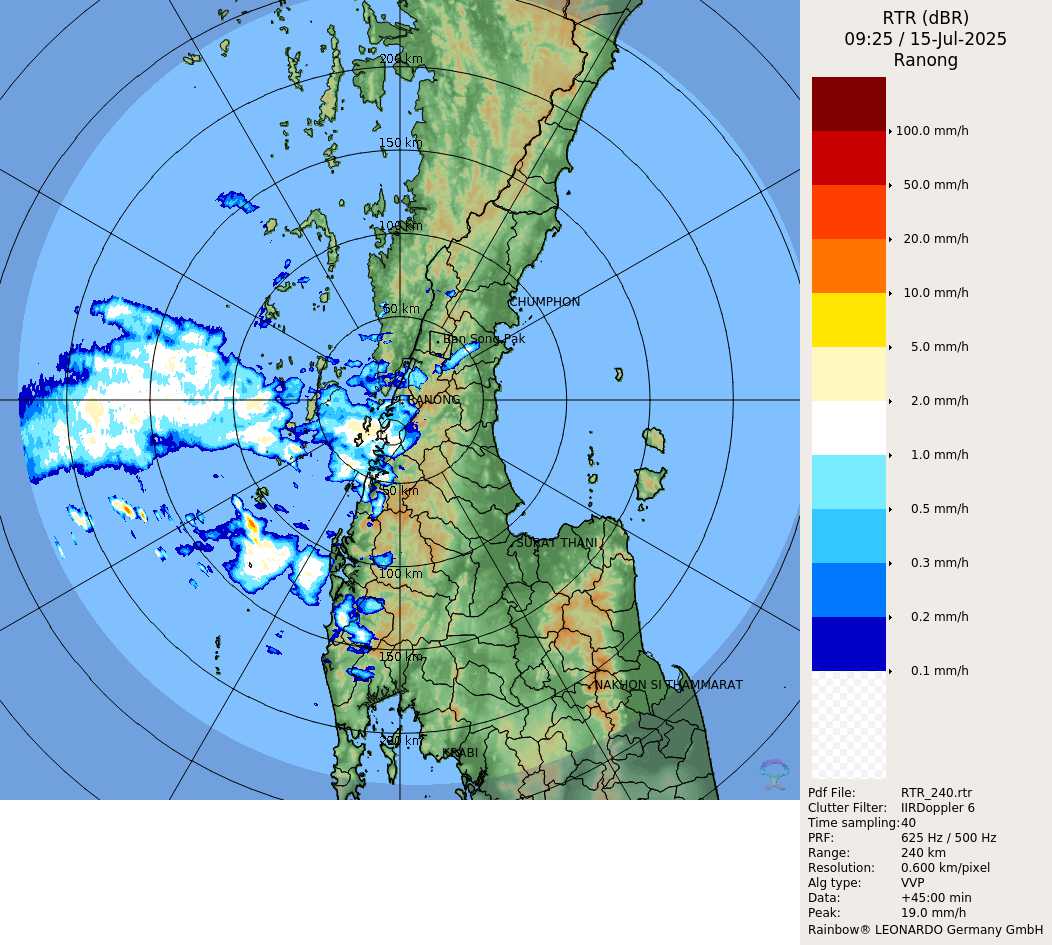 RTR (dBR)
09:25 / 15-Jul-2025
Ranong
100.0 mm/h
50.0 mm/h
20.0 mm/h
10.0 mm/h
5.0 mm/h
2.0 mm/h
1.0 mm/h
0.5 mm/h
0.3 mm/h
0.2 mm/h
0.1 mm/h
Pdf File: RTR_240.rtr
Clutter Filter: IIRDoppler 6
Time sampling: 40
PRF: 625 Hz / 500 Hz
Range: 240 km
Resolution: 0.600 km/pixel
Alg type: VVP
Data: +45:00 min
Peak: 19.0 mm/h
Rainbow® LEONARDO Germany GmbH
200 km
150 km
100 km
50 km
CHUMPHON
Ban Song Pak
RANONG
50 km
SURAT THANI
100 km
150 km
NAKHON SI THAMMARAT
200 km
KRABI